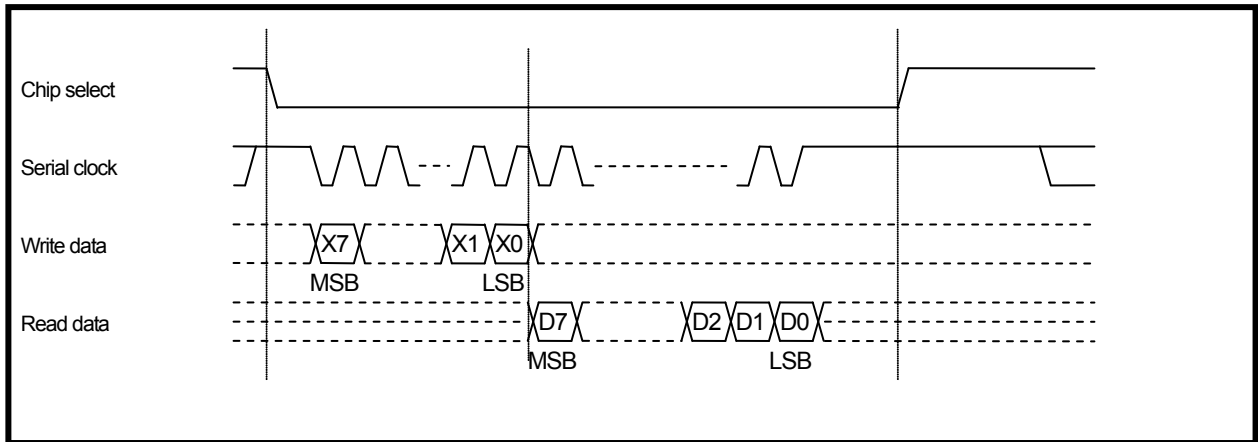 Chip select
Serial clock
Write data
X7
X1
X0
MSB
LSB
Read data
D7
D2
D1
D0
MSB
LSB